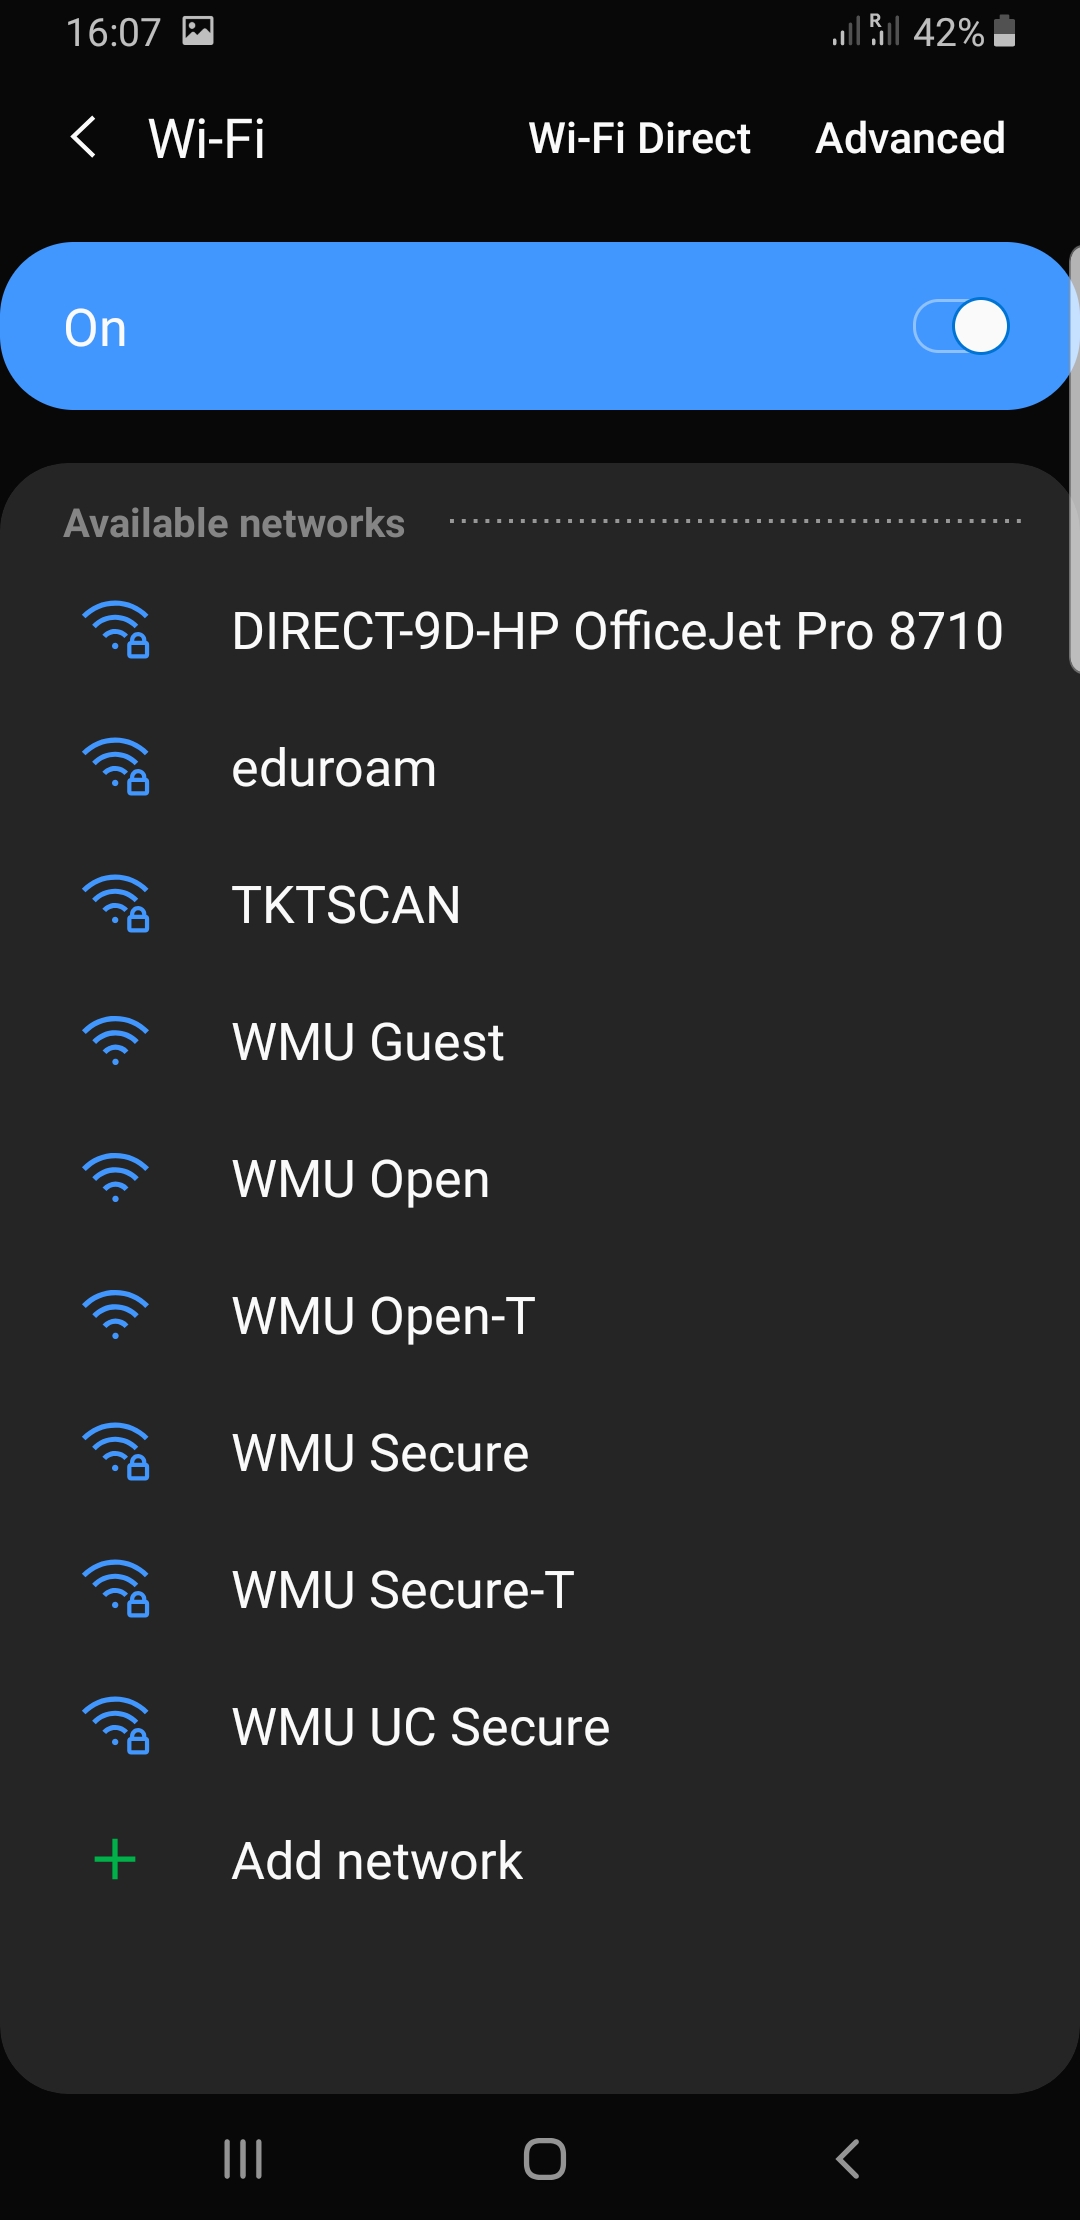 16:07 R 42%
Wi-Fi Wi-Fi Direct Advanced
On
Available networks
DIRECT-9D-HP OfficeJet Pro 8710
eduroam
TKTSCAN
WMU Guest
WMU Open
WMU Open-T
WMU Secure
WMU Secure-T
WMU UC Secure
Add network